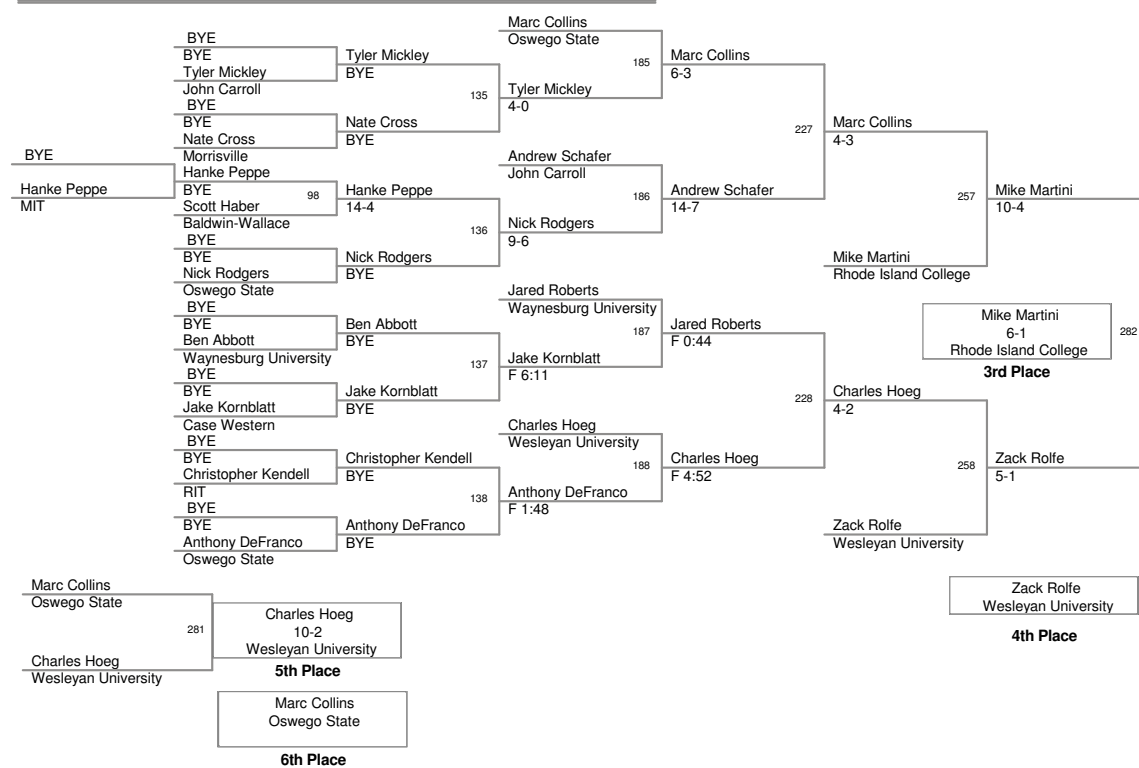 BYE
Hanke Peppe
MIT
BYE
BYE
Tyler Mickley
John Carroll
BYE
BYE
Nate Cross
Morrisville
Hanke Peppe
BYE
Scott Haber
Baldwin-Wallace
98
BYE
BYE
Nick Rodgers
Oswego State
BYE
BYE
Ben Abbott
Waynesburg University
BYE
BYE
Jake Kornblatt
Case Western
BYE
BYE
Christopher Kendell
RIT
BYE
BYE
Anthony DeFranco
Oswego State
Tyler Mickley
BYE
135
Nate Cross
BYE
Hanke Peppe
14-4
136
Nick Rodgers
BYE
Ben Abbott
BYE
137
Jake Kornblatt
BYE
Christopher Kendell
BYE
138
Anthony DeFranco
BYE
Marc Collins
Oswego State
185
Tyler Mickley
4-0
Andrew Schafer
John Carroll
186
Nick Rodgers
9-6
Jared Roberts
Waynesburg University
187
Jake Kornblatt
F 6:11
Charles Hoeg
Wesleyan University
188
Anthony DeFranco
F 1:48
Marc Collins
6-3
227
Andrew Schafer
14-7
Jared Roberts
F 0:44
228
Charles Hoeg
F 4:52
Marc Collins
4-3
257
Mike Martini
Rhode Island College
Charles Hoeg
4-2
258
Zack Rolfe
Wesleyan University
Mike Martini
10-4
Mike Martini
6-1
Rhode Island College
282
3rd Place
Zack Rolfe
5-1
Zack Rolfe
Wesleyan University
4th Place
Marc Collins
Oswego State
281
Charles Hoeg
Wesleyan University
Charles Hoeg
10-2
Wesleyan University
5th Place
Marc Collins
Oswego State
6th Place